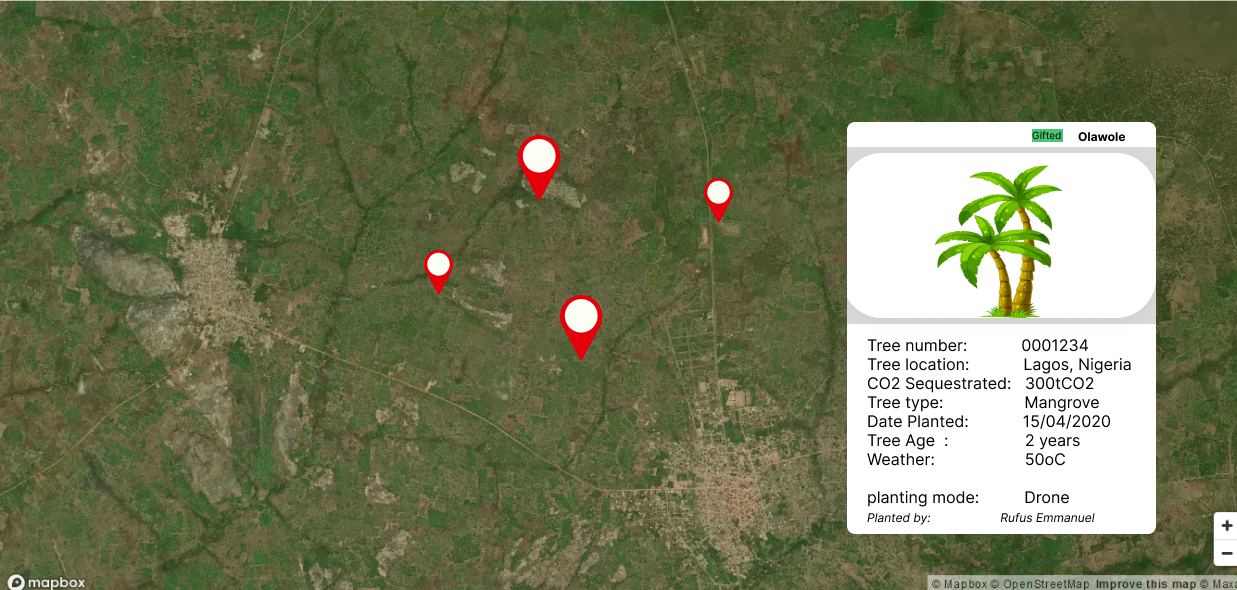 Gifted Olawole
Tree number: 0001234
Tree location: Lagos, Nigeria
CO2 Sequestrated: 300tCO2
Tree type: Mangrove
Date Planted: 15/04/2020
Tree Age : 2 years
Weather: 50oC
planting mode: Drone
Planted by: Rufus Emmanuel
+
−
mapbox
© Mapbox © OpenStreetMap Improve this map © Maxa